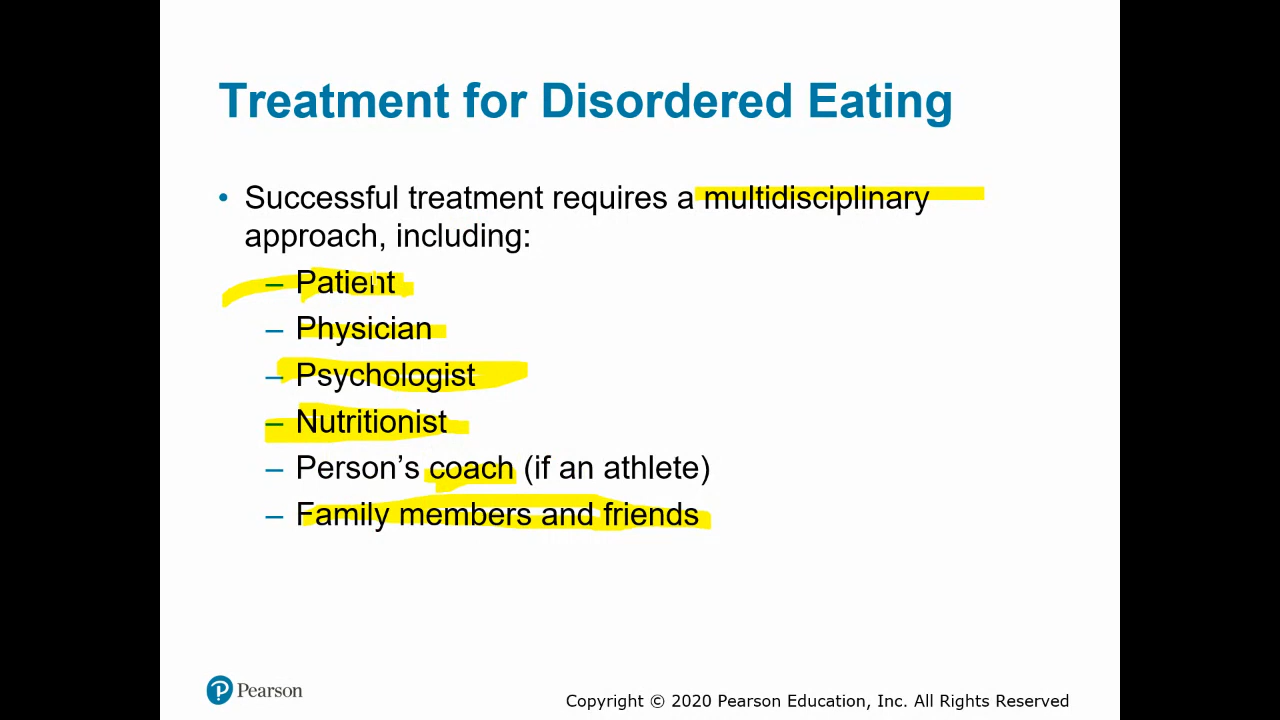 Treatment for Disordered Eating
• Successful treatment requires a multidisciplinary
approach, including:
– Patient
– Physician
– Psychologist
– Nutritionist
– Person’s coach (if an athlete)
– Family members and friends
P Pearson
Copyright © 2020 Pearson Education, Inc. All Rights Reserved